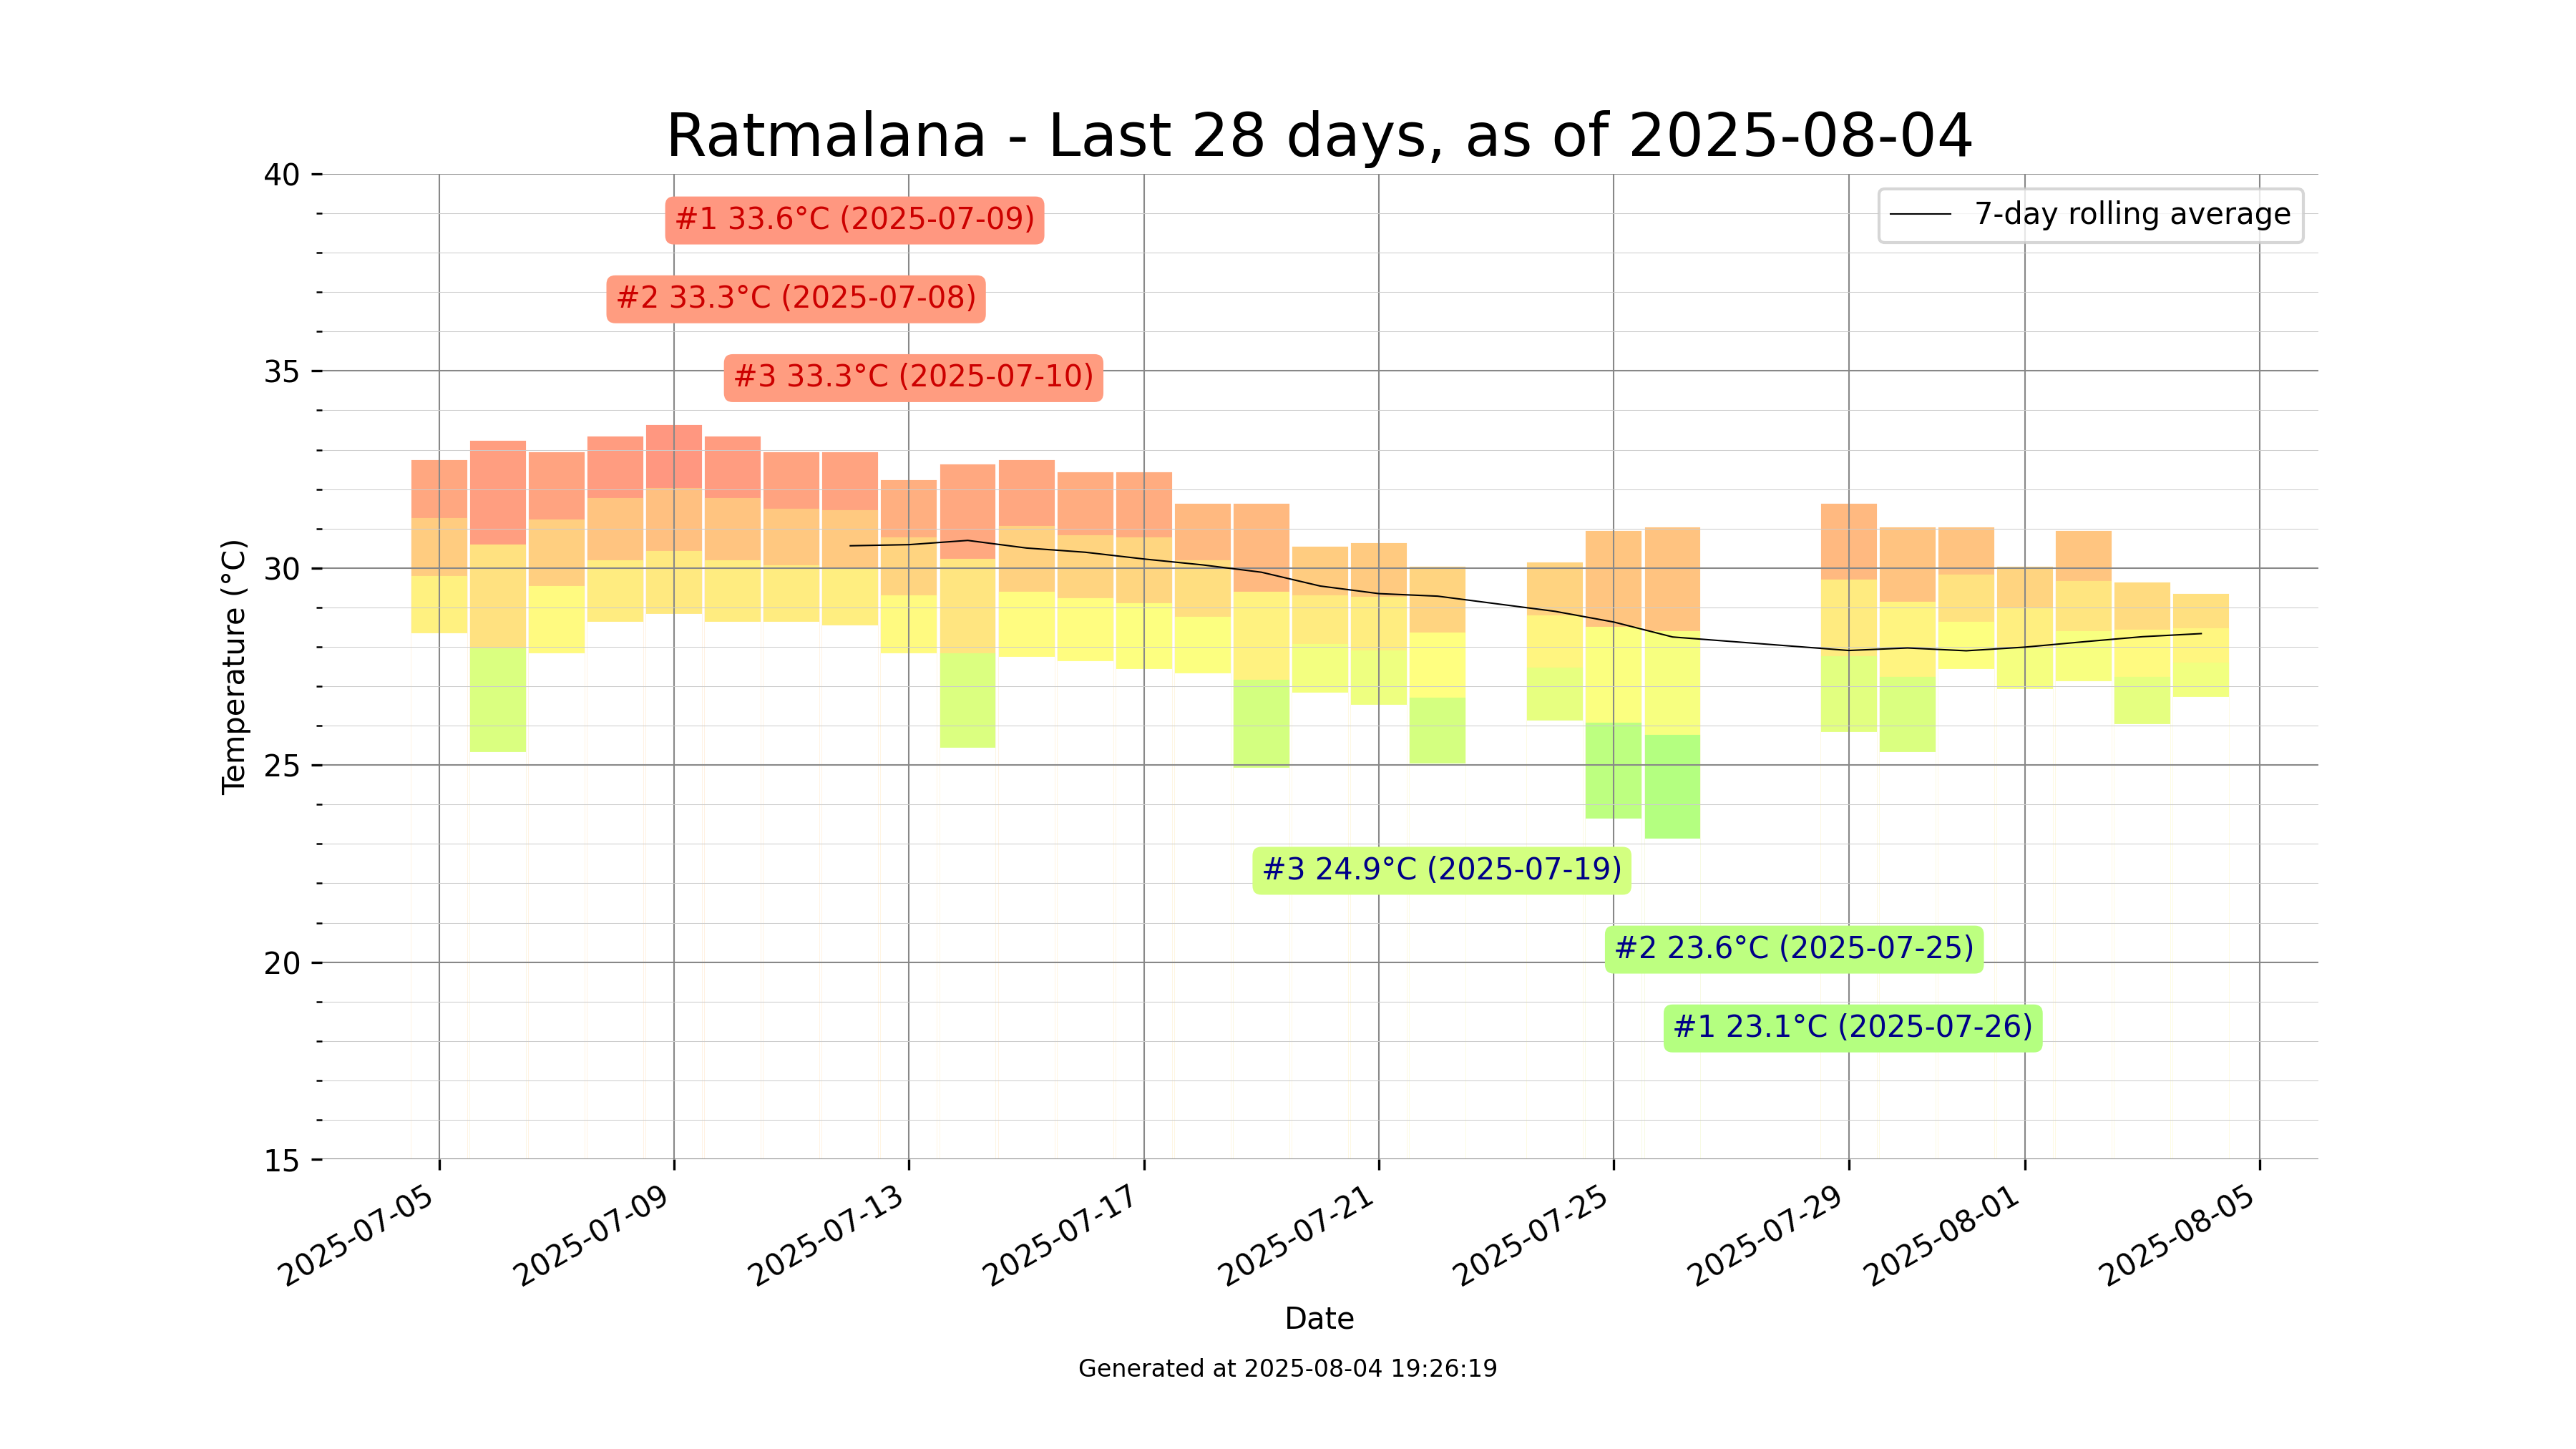 Ratmalana - Last 28 days, as of 2025-08-04
40
#1 33.6°C (2025-07-09)
7-day rolling average
#2 33.3°C (2025-07-08)
#3 33.3°C (2025-07-10)
35
30
Temperature (°C)
25
#3 24.9°C (2025-07-19)
#2 23.6°C (2025-07-25)
20
#1 23.1°C (2025-07-26)
15
2025-07-05
2025-07-09
2025-07-13
2025-07-17
2025-07-21
2025-07-25
2025-07-29
2025-08-01
2025-08-05
Date
Generated at 2025-08-04 19:26:19